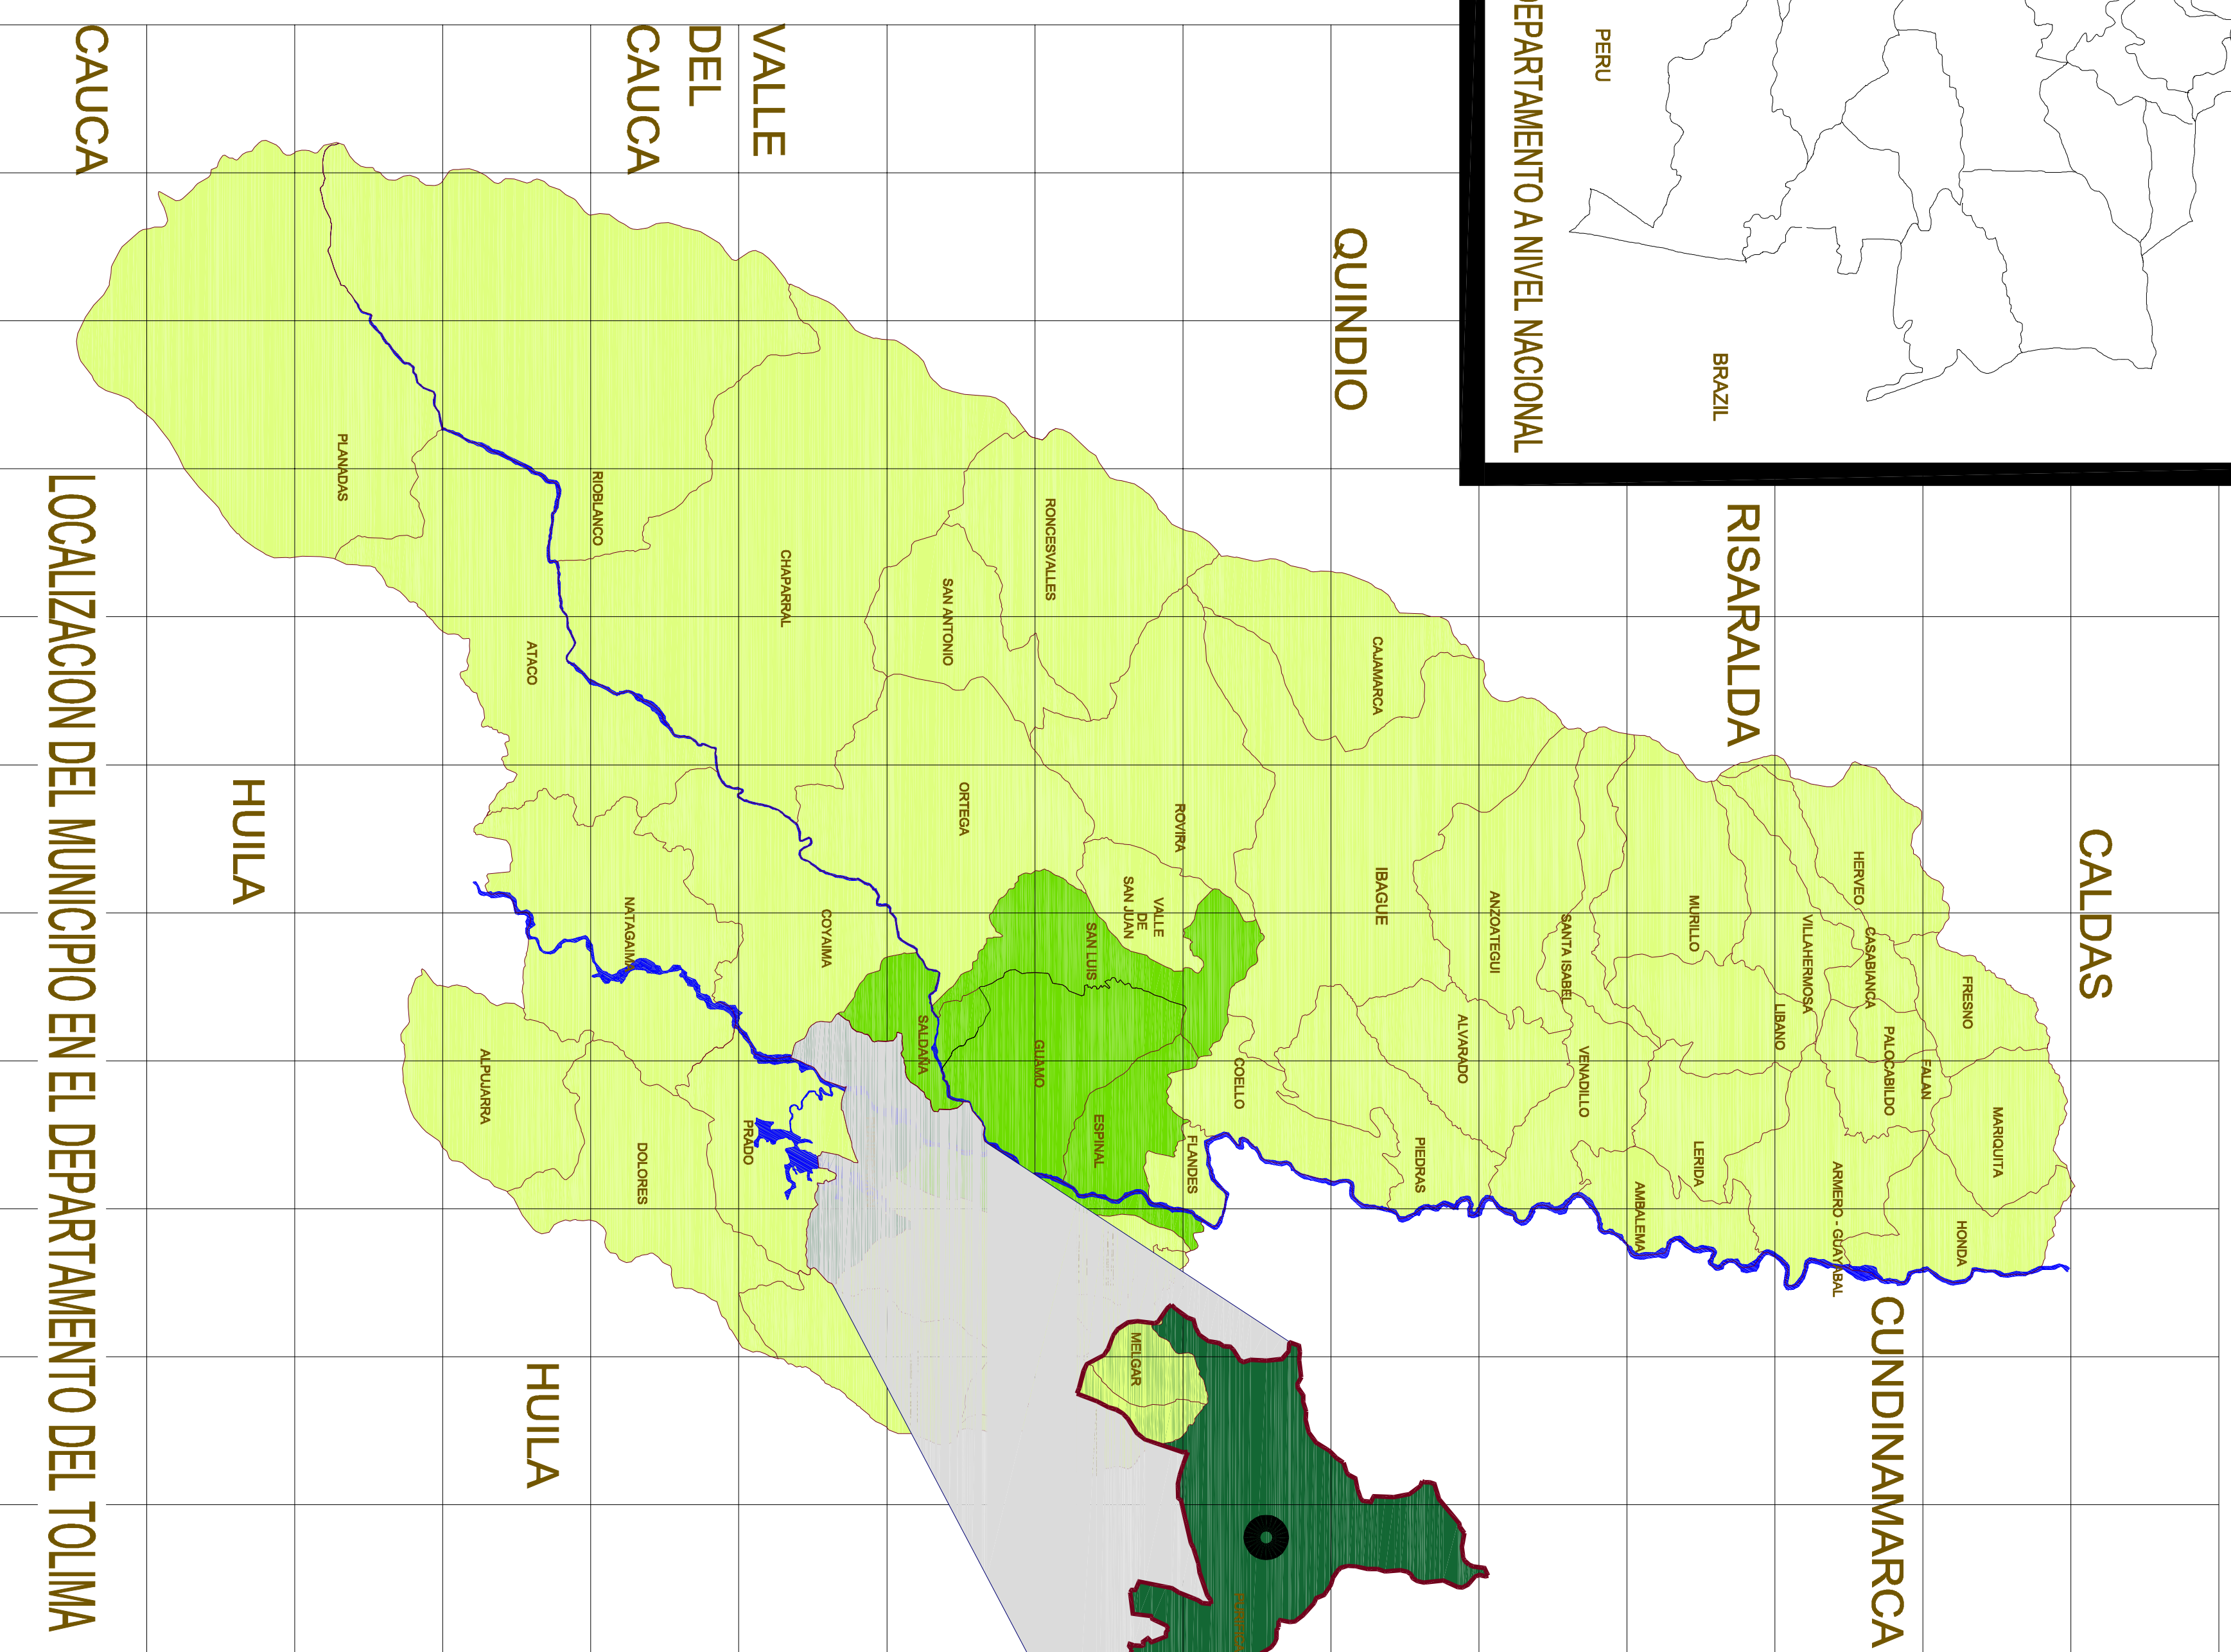 DEPARTAMENTO A NIVEL NACIONAL
PERU
BRAZIL
CALDAS
RISARALDA
QUINDIO
VALLE
DEL
CAUCA
CAUCA
CUNDINAMARCA
HUILA
HUILA
MARIQUITA
FRESNO
HONDA
FALAN
PALOCABILDO
CASABIANCA
HERVEO
ARMERO - GUAYABAL
VILLAHERMOSA
LIBANO
MURILLO
LERIDA
AMBALEMA
VENADILLO
SANTA ISABEL
ANZOATEGUI
ALVARADO
PIEDRAS
IBAGUE
CAJAMARCA
COELLO
FLANDES
ROVIRA
VALLE
DE
SAN JUAN
SAN LUIS
ESPINAL
GUAMO
MELGAR
RONCESVALLES
SAN ANTONIO
ORTEGA
SALDAÑA
COYAIMA
CHAPARRAL
PRADO
NATAGAIMA
DOLORES
RIOBLANCO
ATACO
ALPUJARRA
PLANADAS
LOCALIZACION DEL MUNICIPIO EN EL DEPARTAMENTO DEL TOLIMA